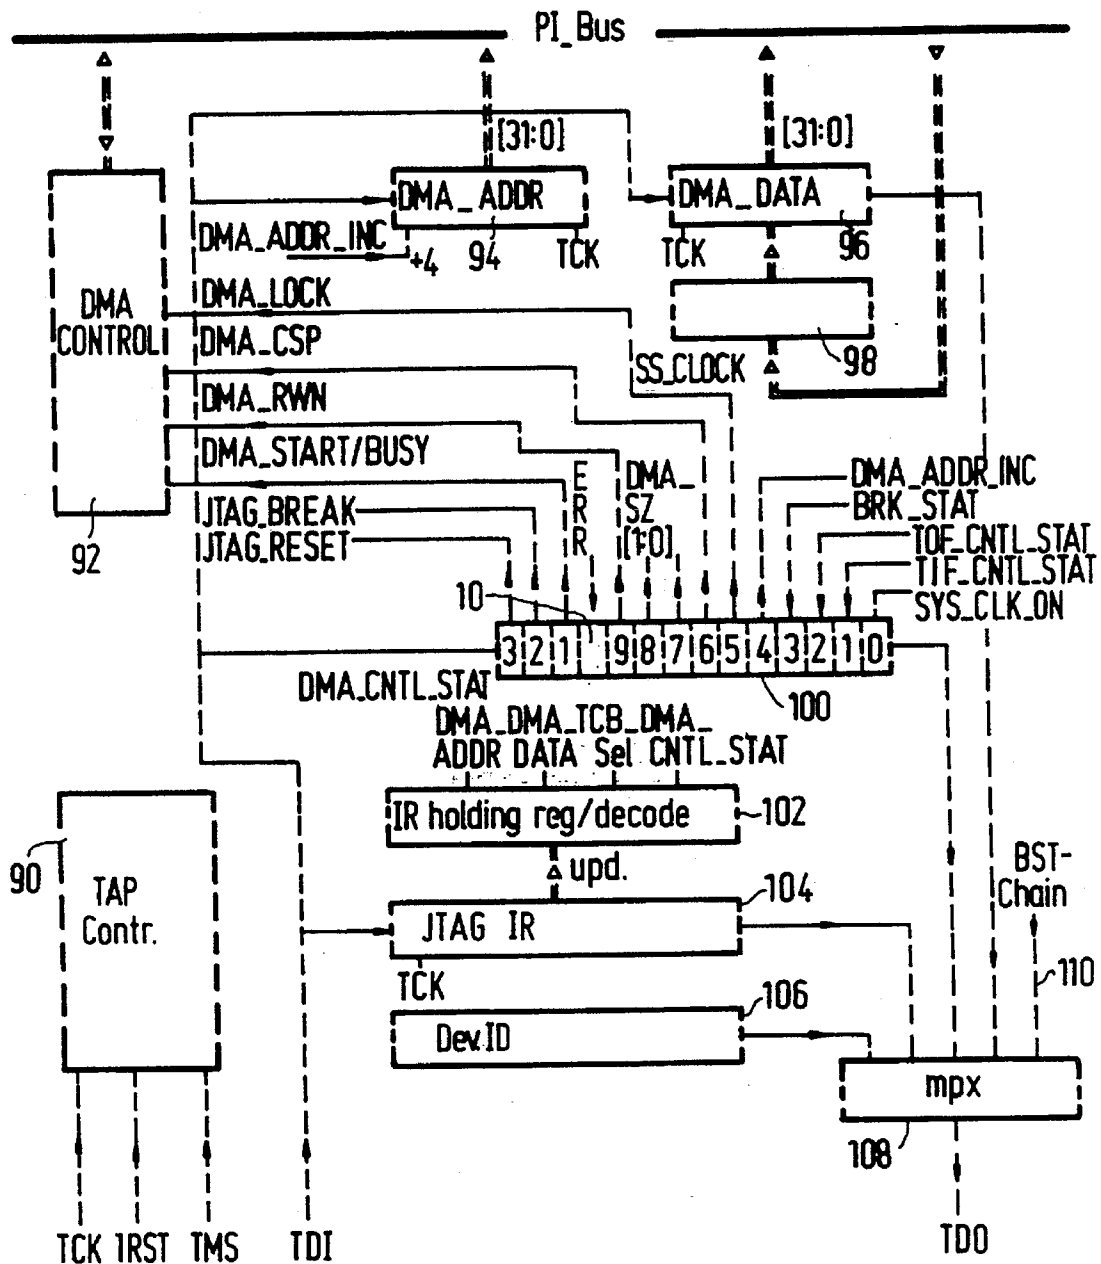 PI_Bus
[31:0]
[31:0]
DMA_ADDR
DMA_DATA
94
96
DMA_ADDR_INC
+4
TCK
TCK
DMA
CONTROL
DMA_LOCK
98
DMA_CSP
SS_CLOCK
DMA_RWN
DMA_START/BUSY
E
R
R
DMA_
SZ
[1:0]
DMA_ADDR_INC
BRK_STAT
TOF_CNTL_STAT
TIF_CNTL_STAT
SYS_CLK_ON
JTAG_BREAK
JTAG_RESET
92
10
3 2 1 9 8 7 6 5 4 3 2 1 0
DMA_CNTL_STAT
100
DMA_DMA_TCB_DMA_
ADDR DATA Sel CNTL_STAT
IR holding reg/decode
102
upd.
90
TAP
Contr.
JTAG IR
104
TCK
BST-
Chain
110
Dev.ID
106
mpx
108
TCK 1RST TMS TDI
TDO